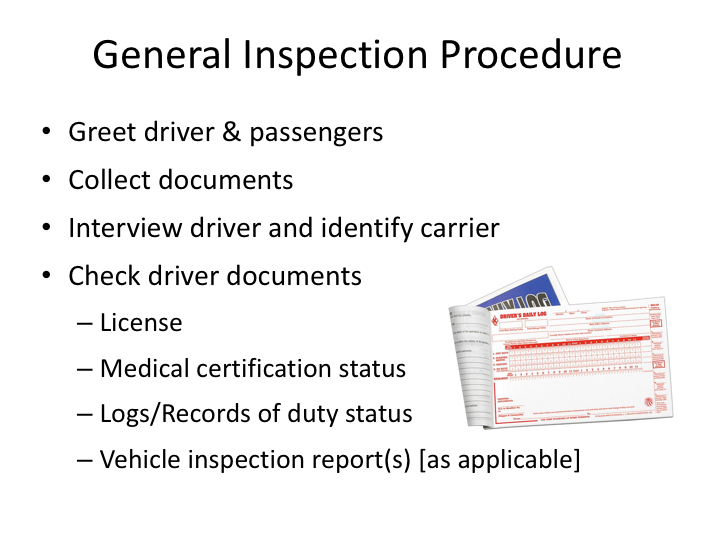 General Inspection Procedure
• Greet driver & passengers
• Collect documents
• Interview driver and identify carrier
• Check driver documents
– License
– Medical certification status
– Logs/Records of duty status
– Vehicle inspection report(s) [as applicable]
LOG
DRIVER'S DAILY LOG